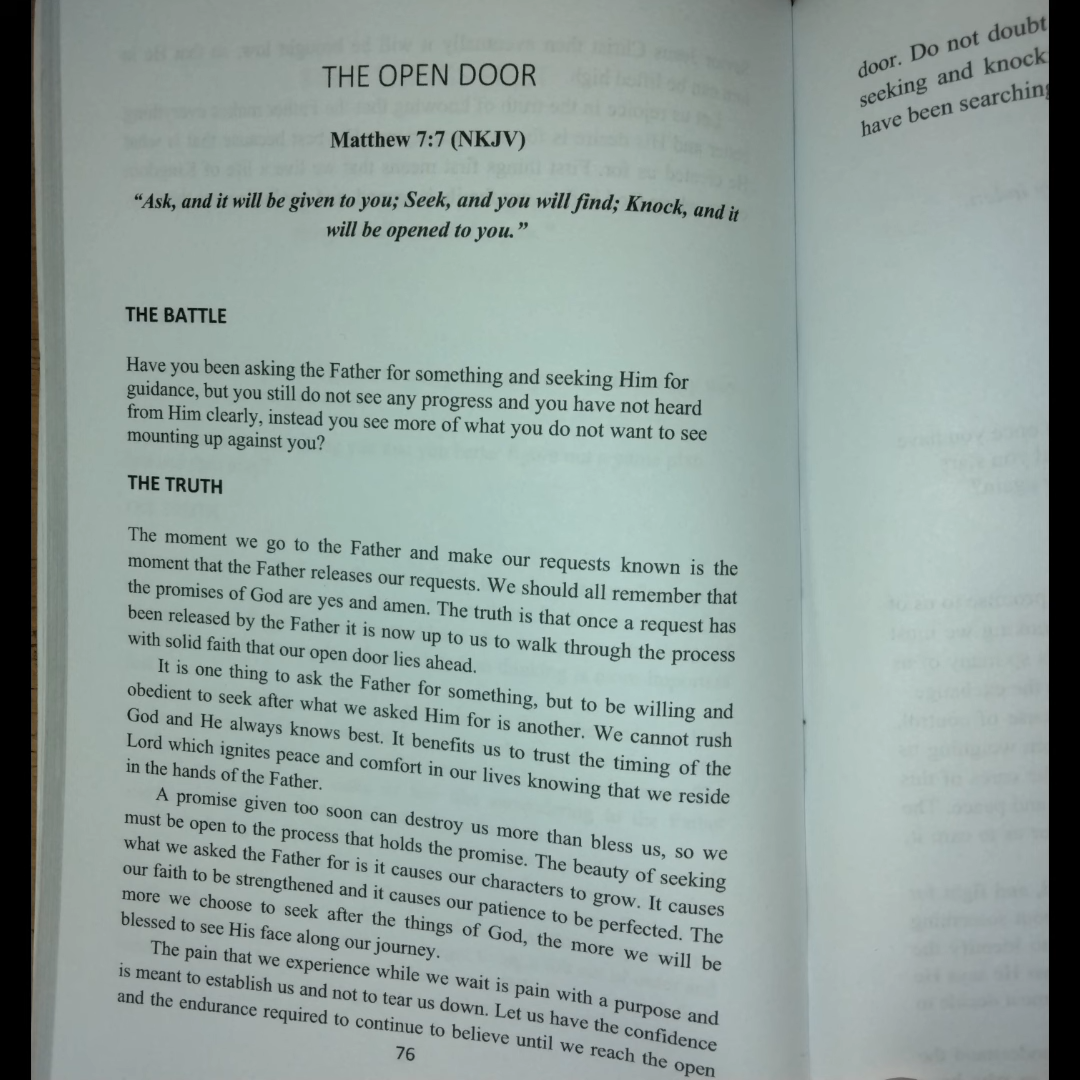 THE OPEN DOOR
Matthew 7:7 (NKJV)
“Ask, and it will be given to you; Seek, and you will find; Knock, and it
will be opened to you.”
THE BATTLE
Have you been asking the Father for something and seeking Him for
guidance, but you still do not see any progress and you have not heard
from Him clearly, instead you see more of what you do not want to see
mounting up against you?
THE TRUTH
The moment we go to the Father and make our requests known is the
moment that the Father releases our requests. We should all remember that
the promises of God are yes and amen. The truth is that once a request has
been released by the Father it is now up to us to walk through the process
with solid faith that our open door lies ahead.
It is one thing to ask the Father for something, but to be willing and
obedient to seek after what we asked Him for is another. We cannot rush
God and He always knows best. It benefits us to trust the timing of the
Lord which ignites peace and comfort in our lives knowing that we reside
in the hands of the Father.
A promise given too soon can destroy us more than bless us, so we
must be open to the process that holds the promise. The beauty of seeking
what we asked the Father for is it causes our characters to grow. It causes
our faith to be strengthened and it causes our patience to be perfected. The
more we choose to seek after the things of God, the more we will be
blessed to see His face along our journey.
The pain that we experience while we wait is pain with a purpose and
is meant to establish us and not to tear us down. Let us have the confidence
and the endurance required to continue to believe until we reach the open
76
door. Do not doubt
seeking and knock
have been searching